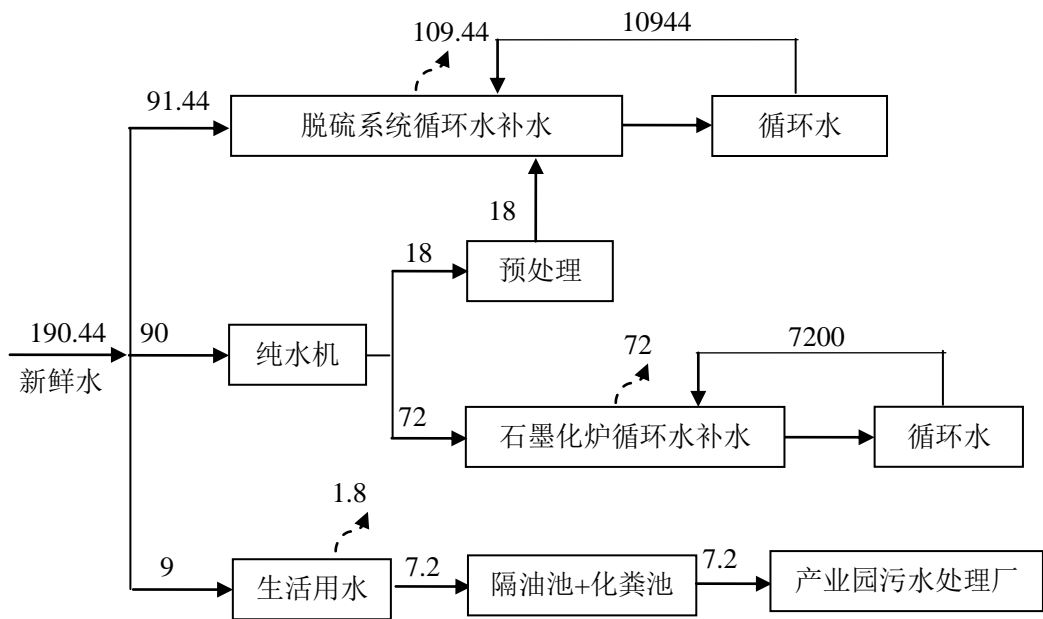 109.44
10944
91.44
脱硫系统循环水补水
循环水
18
18
预处理
190.44
90
新鲜水
纯水机
72
7200
72
石墨化炉循环水补水
循环水
1.8
9
生活用水
7.2
隔油池+化粪池
7.2
产业园污水处理厂